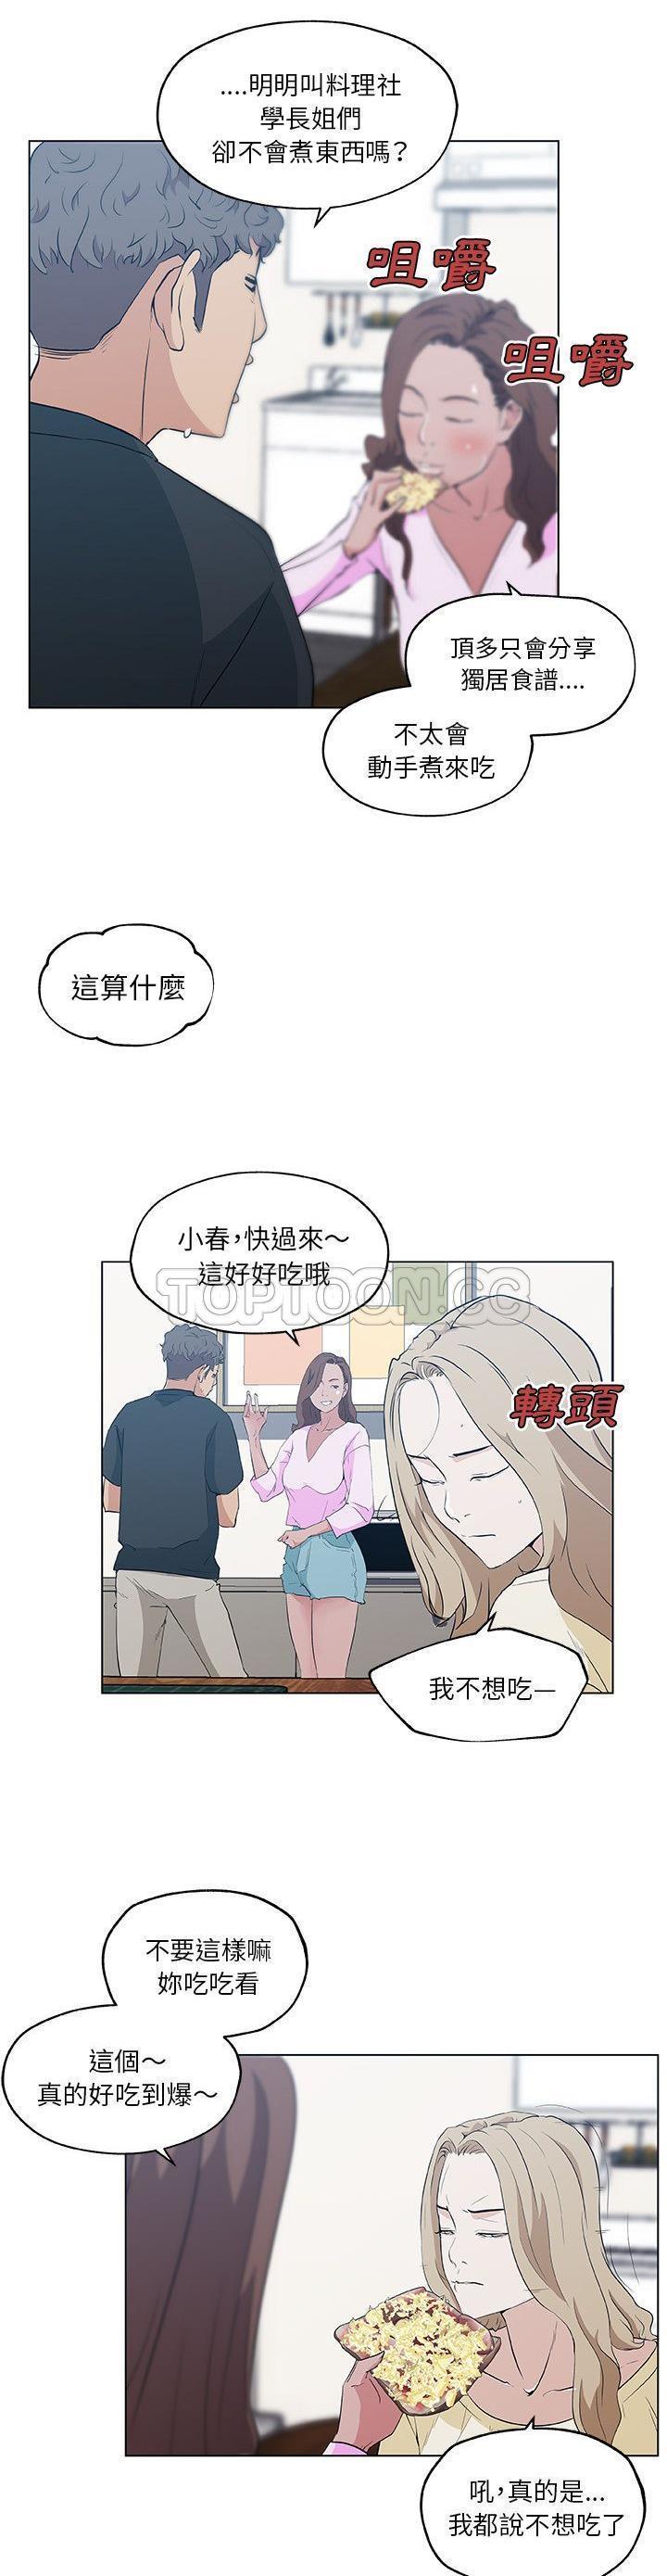 ....明明叫料理社
學長姐們
卻不會煮東西嗎?
咀嚼
咀嚼
頂多只會分享
獨居食譜....
不太會
動手煮來吃
這算什麼
小春，快過來～
這好好吃哦
TOPTOON.CC
轉頭
我不想吃—
不要這樣嘛
妳吃吃看
這個～
真的好吃到爆～
吼，真的是...
我都說不想吃了